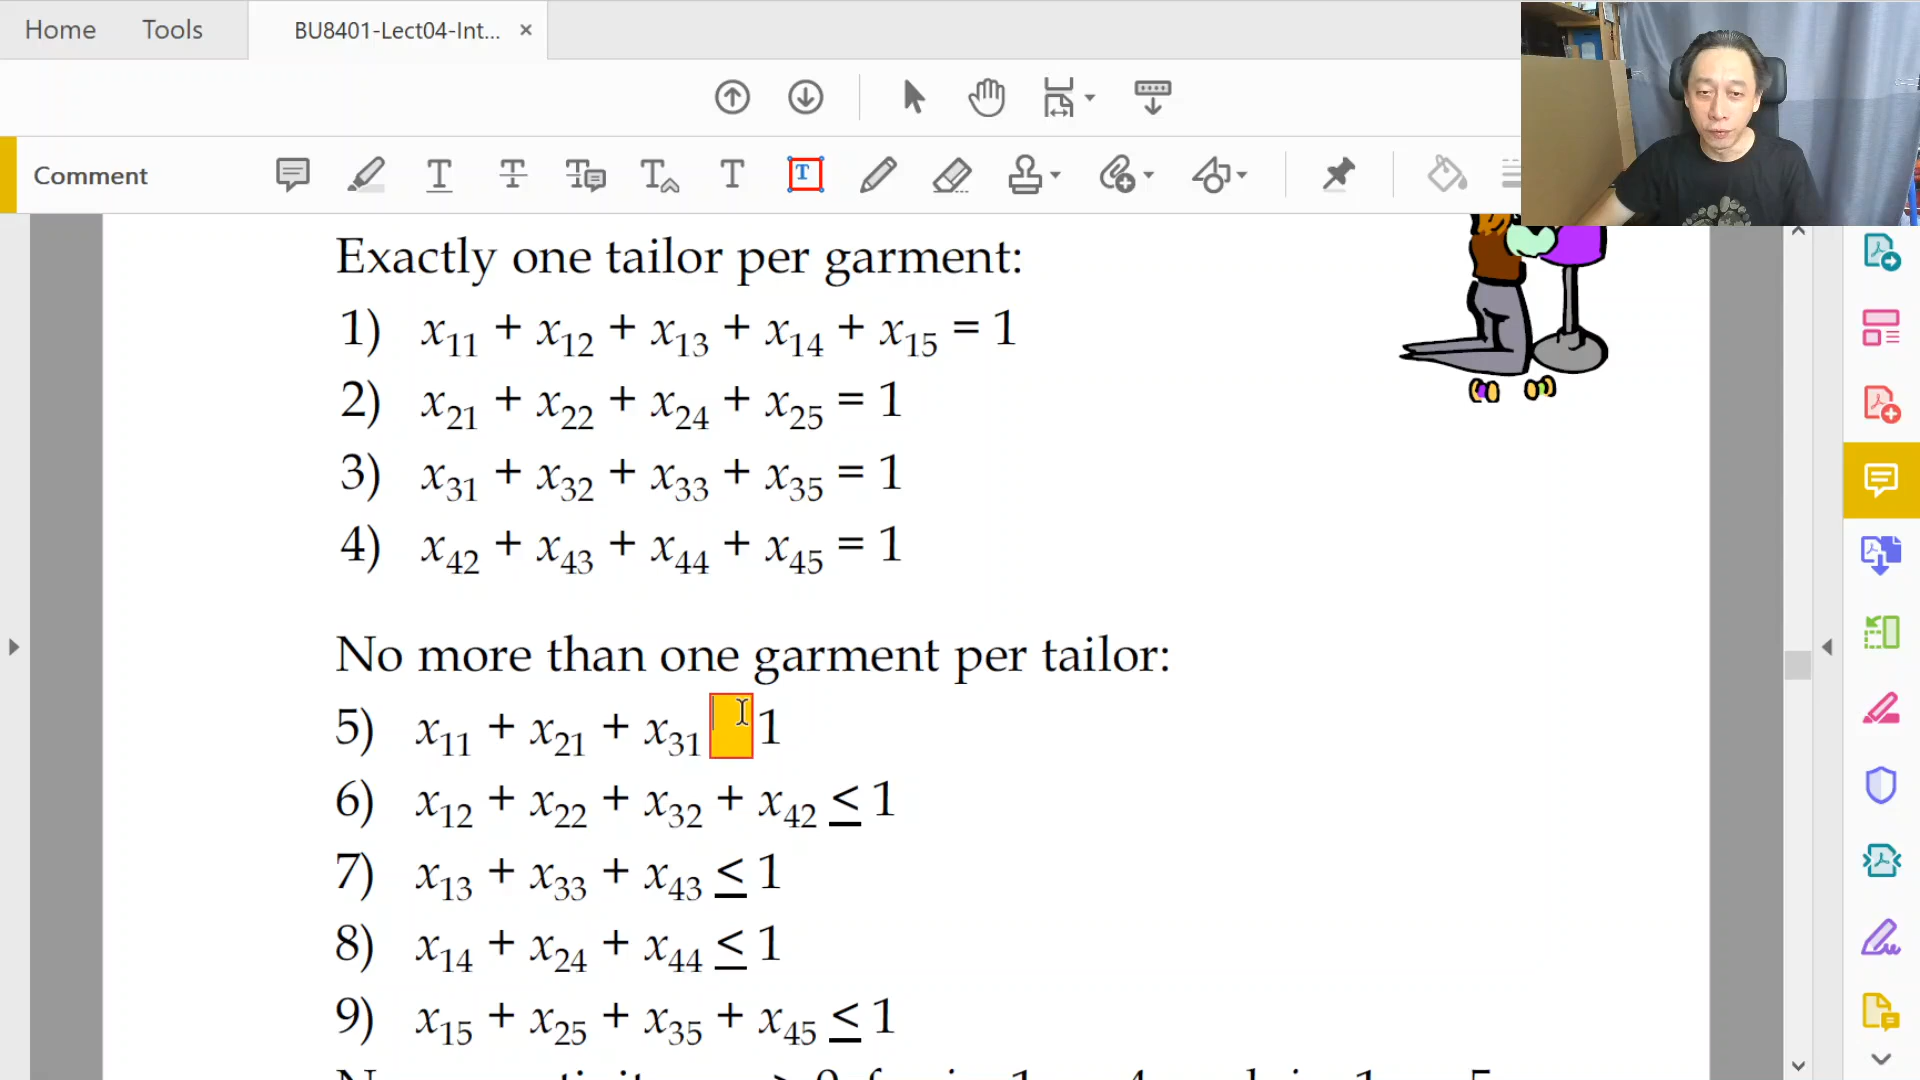 Home Tools BU8401-Lect04-Int... ×
Comment
Exactly one tailor per garment:
1) x11 + x12 + x13 + x14 + x15 = 1
2) x21 + x22 + x24 + x25 = 1
3) x31 + x32 + x33 + x35 = 1
4) x42 + x43 + x44 + x45 = 1
No more than one garment per tailor:
5) x11 + x21 + x31 1
6) x12 + x22 + x32 + x42 ≤ 1
7) x13 + x33 + x43 ≤ 1
8) x14 + x24 + x44 ≤ 1
9) x15 + x25 + x35 + x45 ≤ 1